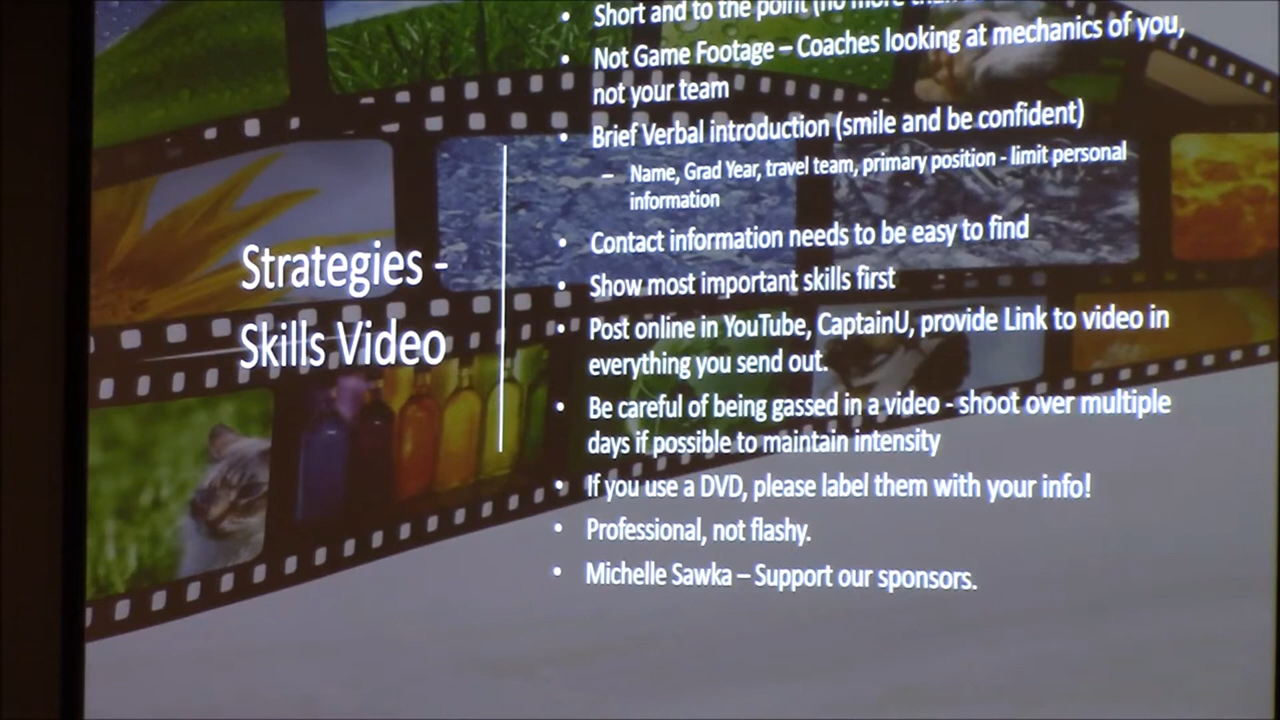 • Short and to the point (no more than
• Not Game Footage – Coaches looking at mechanics of you,
not your team
• Brief Verbal introduction (smile and be confident)
– Name, Grad Year, travel team, primary position - limit personal
information
• Contact information needs to be easy to find
• Show most important skills first
Strategies -
Skills Video
• Post online in YouTube, CaptainU, provide Link to video in
everything you send out.
• Be careful of being gassed in a video - shoot over multiple
days if possible to maintain intensity
• If you use a DVD, please label them with your info!
• Professional, not flashy.
• Michelle Sawka – Support our sponsors.